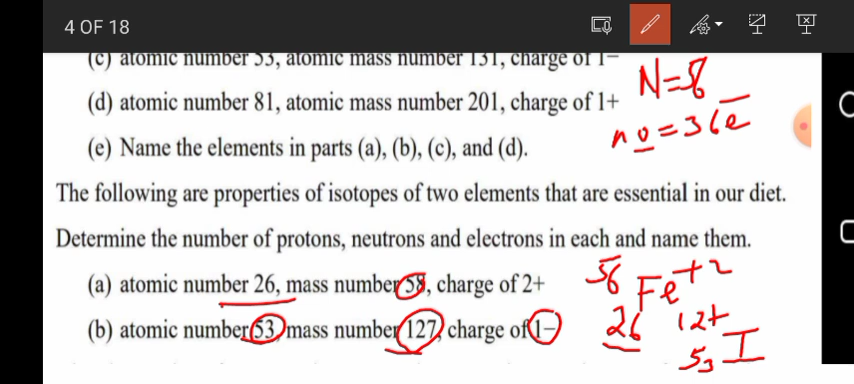 4 OF 18
(c) atomic number 53, atomic mass number 131, charge of 1−
N=8
(d) atomic number 81, atomic mass number 201, charge of 1+
no=36e
(e) Name the elements in parts (a), (b), (c), and (d).
The following are properties of isotopes of two elements that are essential in our diet.
Determine the number of protons, neutrons and electrons in each and name them.
(a) atomic number 26, mass number 58, charge of 2+
56 Fe+2
26
(b) atomic number 53, mass number 127, charge of 1−
53 I